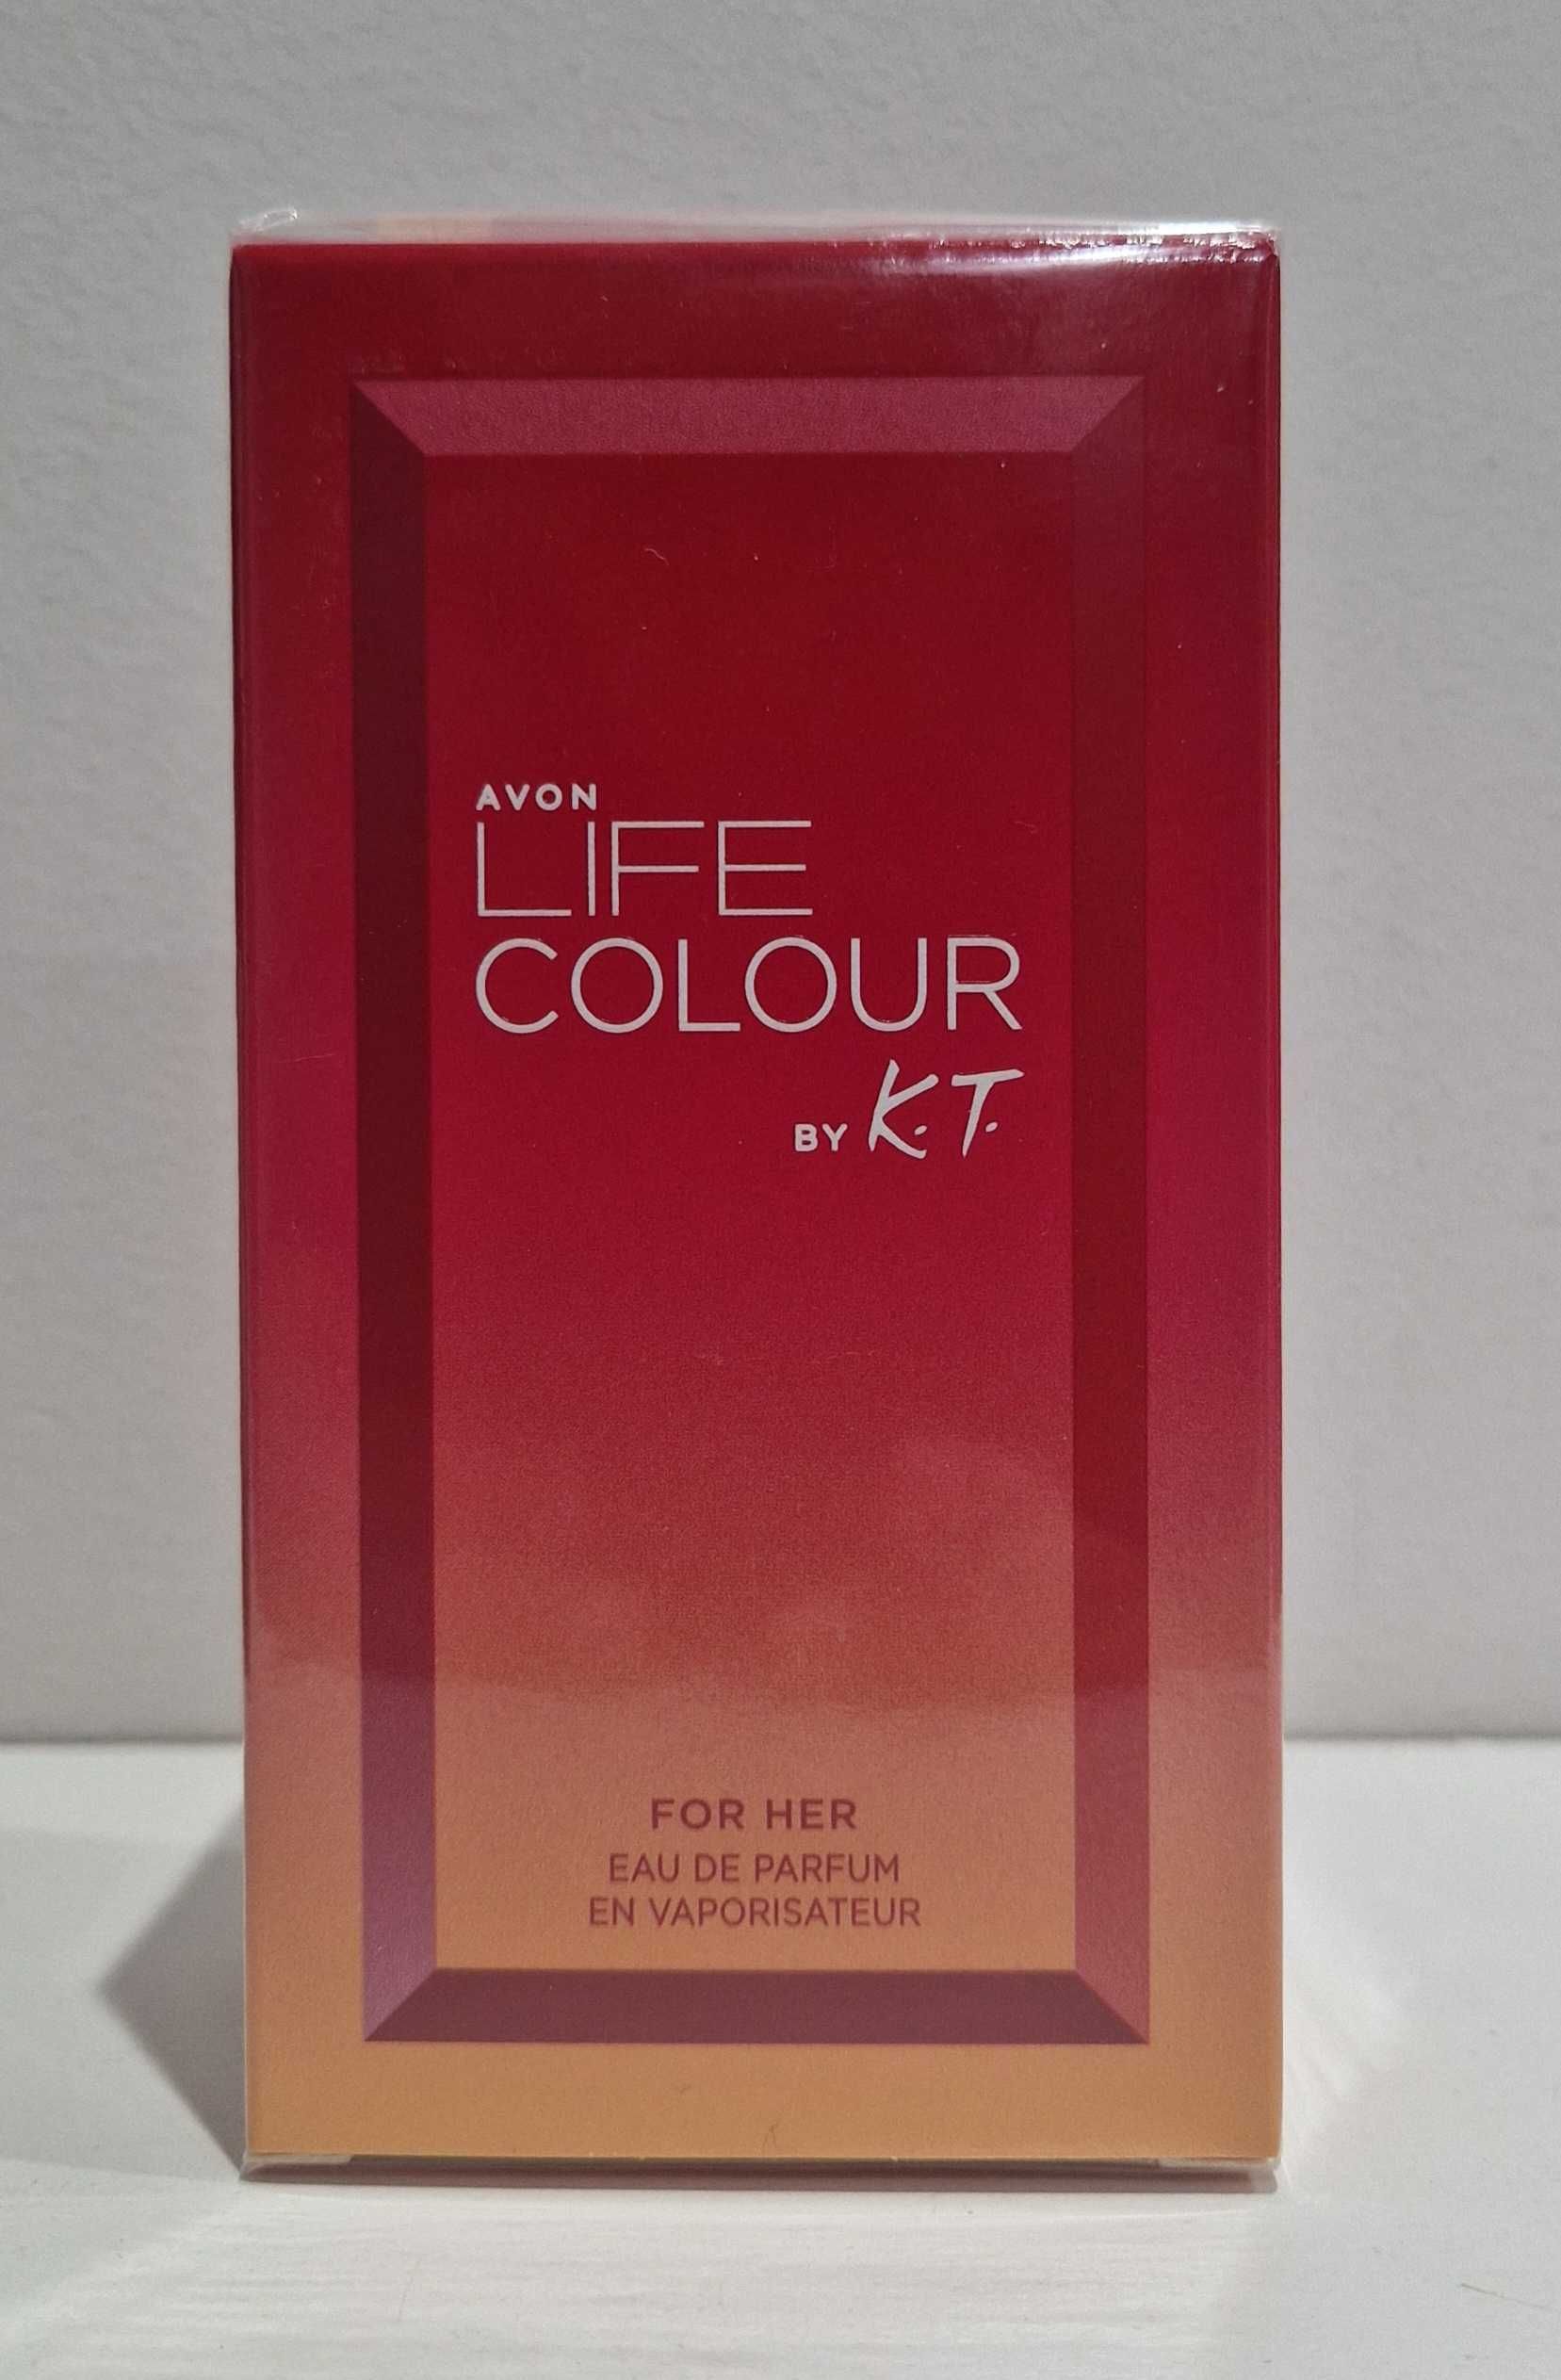 AVON
LIFE
COLOUR
BY K.T.
FOR HER
EAU DE PARFUM
EN VAPORISATEUR